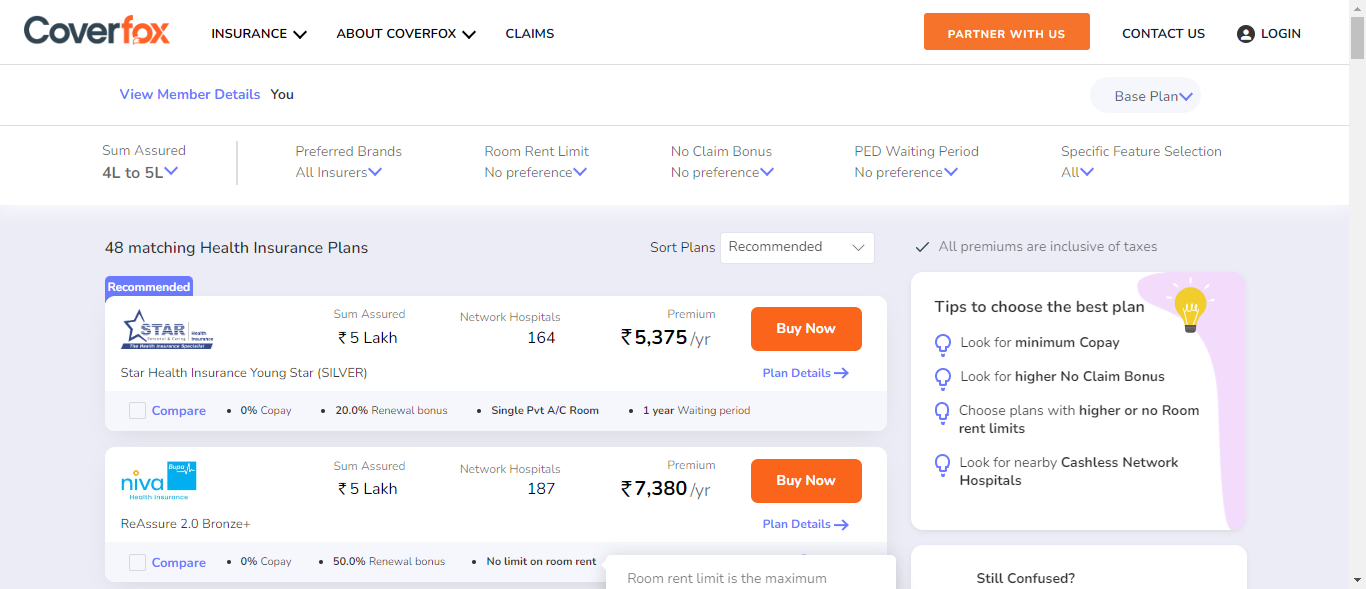 Coverfox
INSURANCE
ABOUT COVERFOX
CLAIMS
PARTNER WITH US
CONTACT US
LOGIN
View Member Details You
Base Plan
Sum Assured
4L to 5L
Preferred Brands
All Insurers
Room Rent Limit
No preference
No Claim Bonus
No preference
PED Waiting Period
No preference
Specific Feature Selection
All
48 matching Health Insurance Plans
Sort Plans
Recommended
All premiums are inclusive of taxes
Recommended
STAR Health Insurance
Personal & Caring
The Health Insurance Specialist
Sum Assured
₹ 5 Lakh
Network Hospitals
164
Premium
₹5,375 /yr
Buy Now
Star Health Insurance Young Star (SILVER)
Plan Details
Compare
• 0% Copay
• 20.0% Renewal bonus
• Single Pvt A/C Room
• 1 year Waiting period
niva Bupa
Health Insurance
Sum Assured
₹ 5 Lakh
Network Hospitals
187
Premium
₹7,380 /yr
Buy Now
ReAssure 2.0 Bronze+
Plan Details
Compare
• 0% Copay
• 50.0% Renewal bonus
• No limit on room rent
Room rent limit is the maximum
Tips to choose the best plan
Look for minimum Copay
Look for higher No Claim Bonus
Choose plans with higher or no Room
rent limits
Look for nearby Cashless Network
Hospitals
Still Confused?